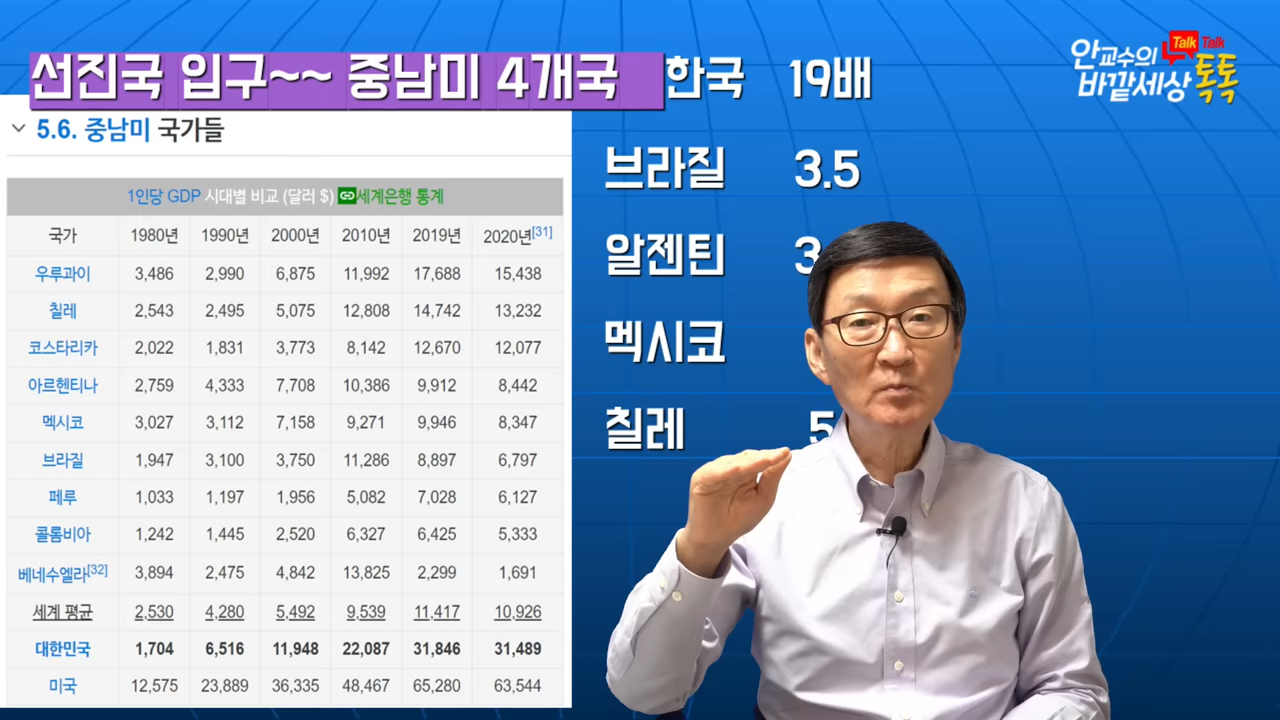 선진국 입구~~ 중남미 4개국 한국 19배
안교수의 Talk Talk
바깥세상 톡톡
5.6. 중남미 국가들
1인당 GDP 시대별 비교 (달러 $) 세계은행 통계
국가 1980년 1990년 2000년 2010년 2019년 2020년[31]
우루과이 3,486 2,990 6,875 11,992 17,688 15,438
칠레 2,543 2,495 5,075 12,808 14,742 13,232
코스타리카 2,022 1,831 3,773 8,142 12,670 12,077
아르헨티나 2,759 4,333 7,708 10,386 9,912 8,442
멕시코 3,027 3,112 7,158 9,271 9,946 8,347
브라질 1,947 3,100 3,750 11,286 8,897 6,797
페루 1,033 1,197 1,956 5,082 7,028 6,127
콜롬비아 1,242 1,445 2,520 6,327 6,425 5,333
베네수엘라[32] 3,894 2,475 4,842 13,825 2,299 1,691
세계 평균 2,530 4,280 5,492 9,539 11,417 10,926
대한민국 1,704 6,516 11,948 22,087 31,846 31,489
미국 12,575 23,889 36,335 48,467 65,280 63,544
브라질 3.5
알젠틴 3
멕시코
칠레 5